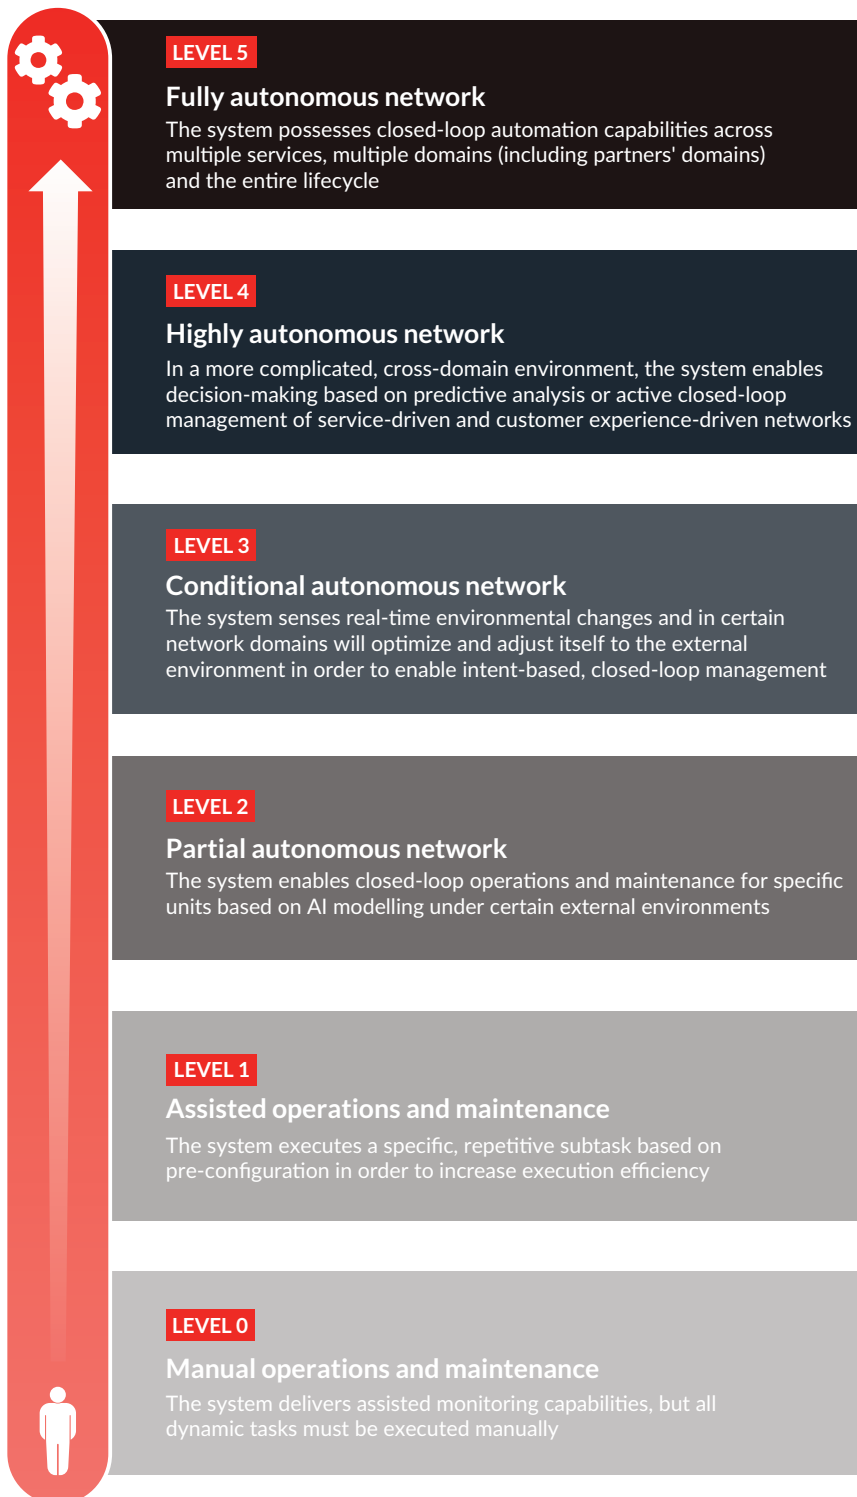 LEVEL 5
Fully autonomous network
The system possesses closed-loop automation capabilities across
multiple services, multiple domains (including partners' domains)
and the entire lifecycle
LEVEL 4
Highly autonomous network
In a more complicated, cross-domain environment, the system enables
decision-making based on predictive analysis or active closed-loop
management of service-driven and customer experience-driven networks
LEVEL 3
Conditional autonomous network
The system senses real-time environmental changes and in certain
network domains will optimize and adjust itself to the external
environment in order to enable intent-based, closed-loop management
LEVEL 2
Partial autonomous network
The system enables closed-loop operations and maintenance for specific
units based on AI modelling under certain external environments
LEVEL 1
Assisted operations and maintenance
The system executes a specific, repetitive subtask based on
pre-configuration in order to increase execution efficiency
LEVEL 0
Manual operations and maintenance
The system delivers assisted monitoring capabilities, but all
dynamic tasks must be executed manually